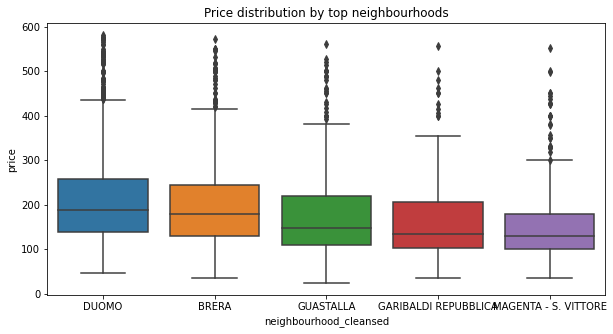 Price distribution by top neighbourhoods
price
600
500
400
300
200
100
0
DUOMO
BRERA
GUASTALLA
GARIBALDI REPUBBLICA
MAGENTA - S. VITTORE
neighbourhood_cleansed